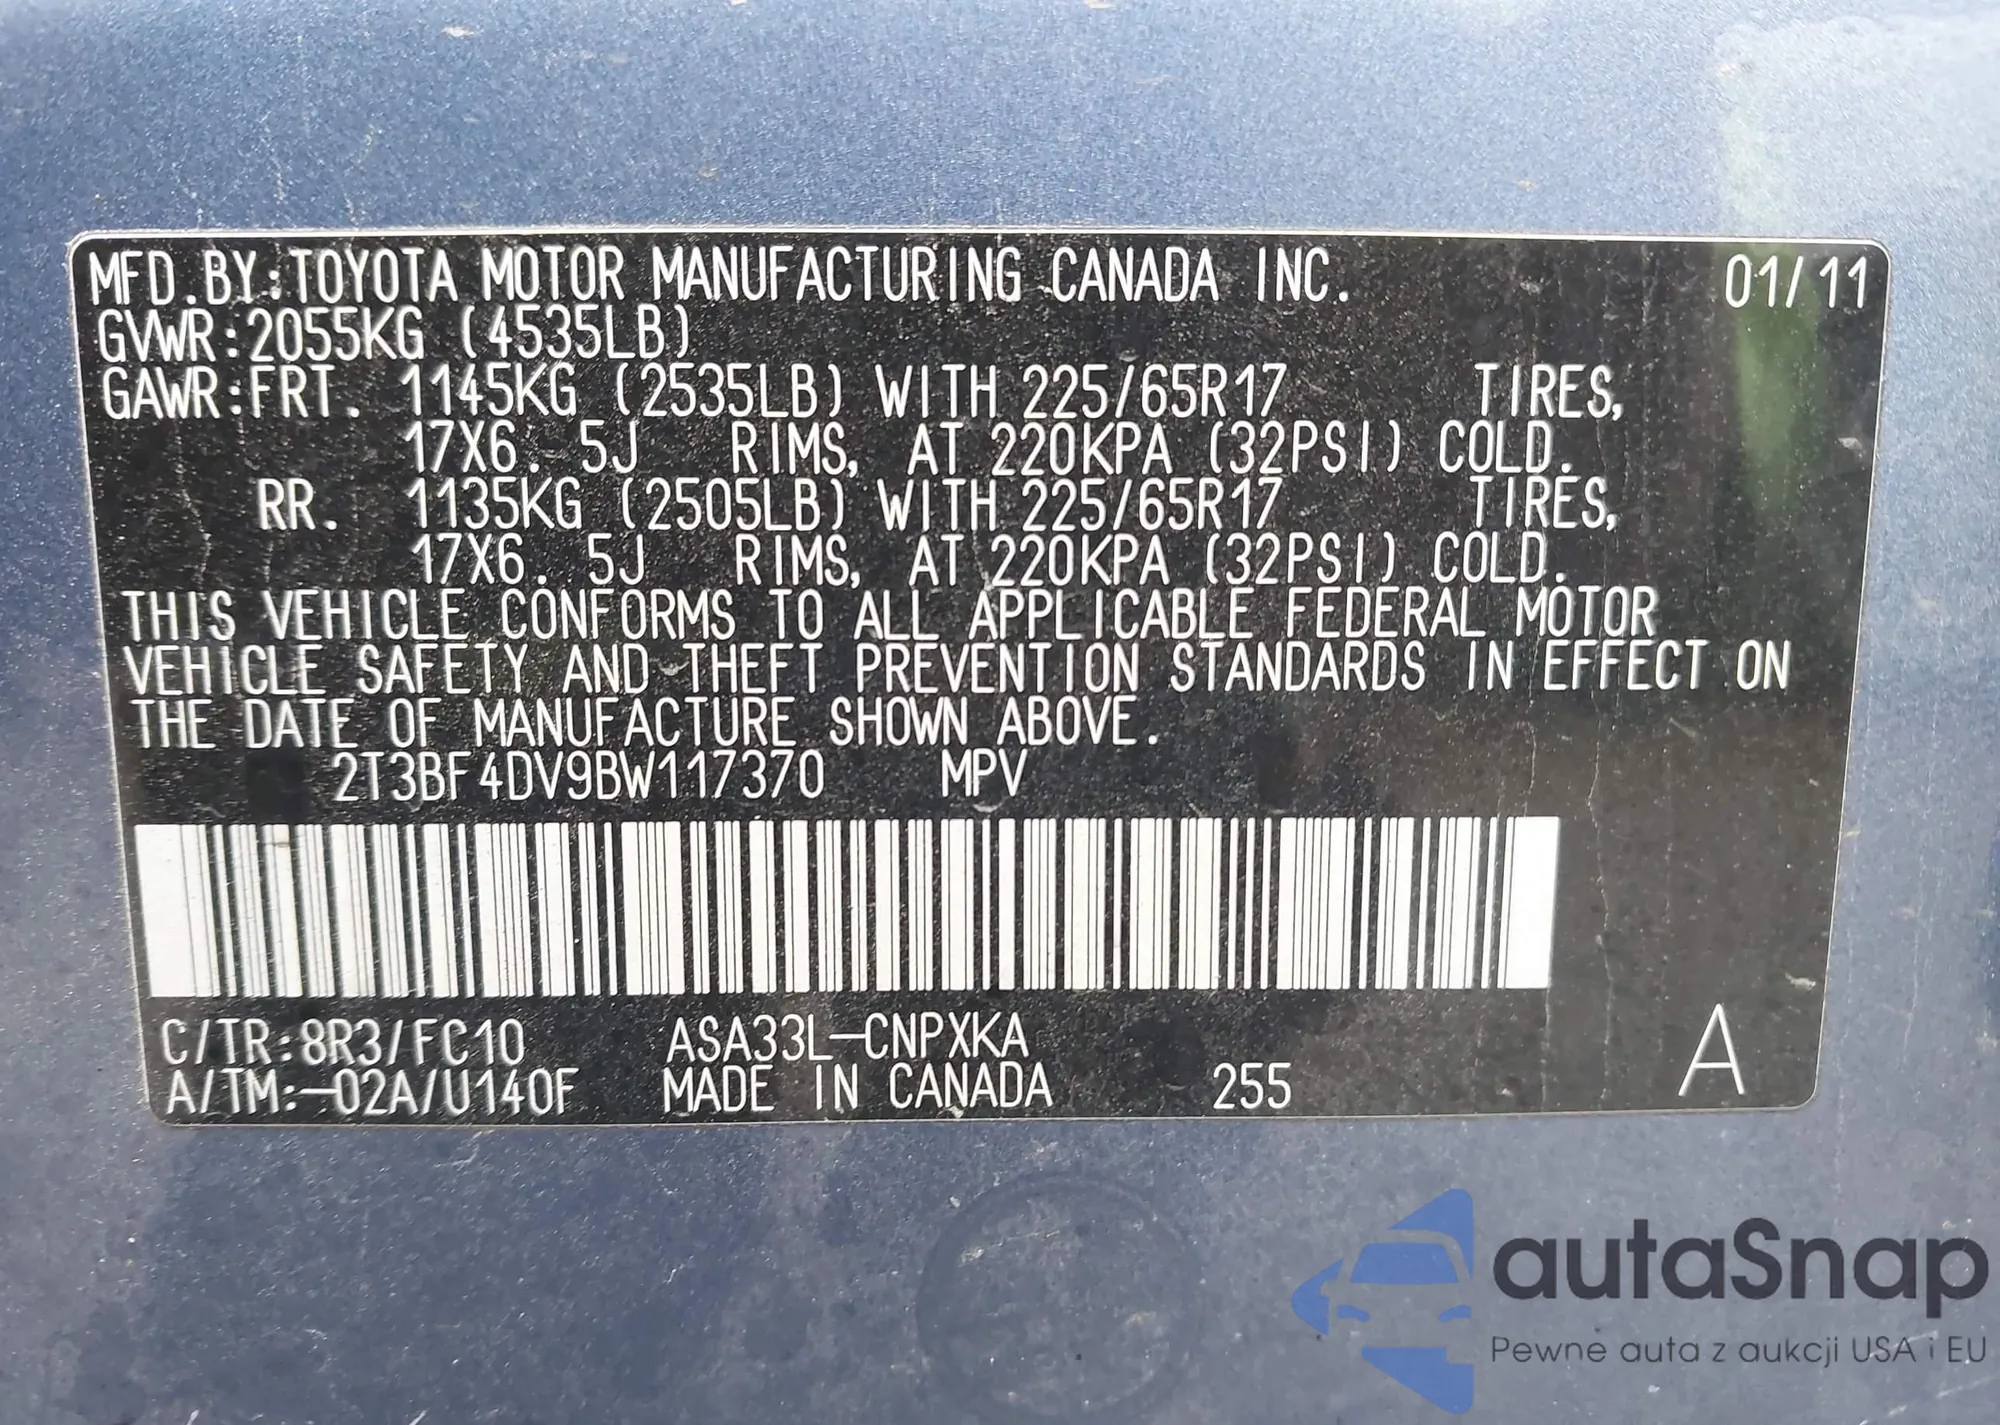 MFD.BY:TOYOTA MOTOR MANUFACTURING CANADA INC. 01/11
GVWR:2055KG (4535LB)
GAWR:FRT. 1145KG (2535LB) WITH 225/65R17 TIRES,
17X6. 5J RIMS, AT 220KPA (32PSI) COLD.
RR. 1135KG (2505LB) WITH 225/65R17 TIRES,
17X6. 5J RIMS, AT 220KPA (32PSI) COLD.
THIS VEHICLE CONFORMS TO ALL APPLICABLE FEDERAL MOTOR
VEHICLE SAFETY AND THEFT PREVENTION STANDARDS IN EFFECT ON
THE DATE OF MANUFACTURE SHOWN ABOVE.
2T3BF4DV9BW117370 MPV
C/TR:8R3/FC10 ASA33L-CNPXKA
A/TM:-02A/U140F MADE IN CANADA 255 A
autaSnap
Pewne auta z aukcji USA i EU